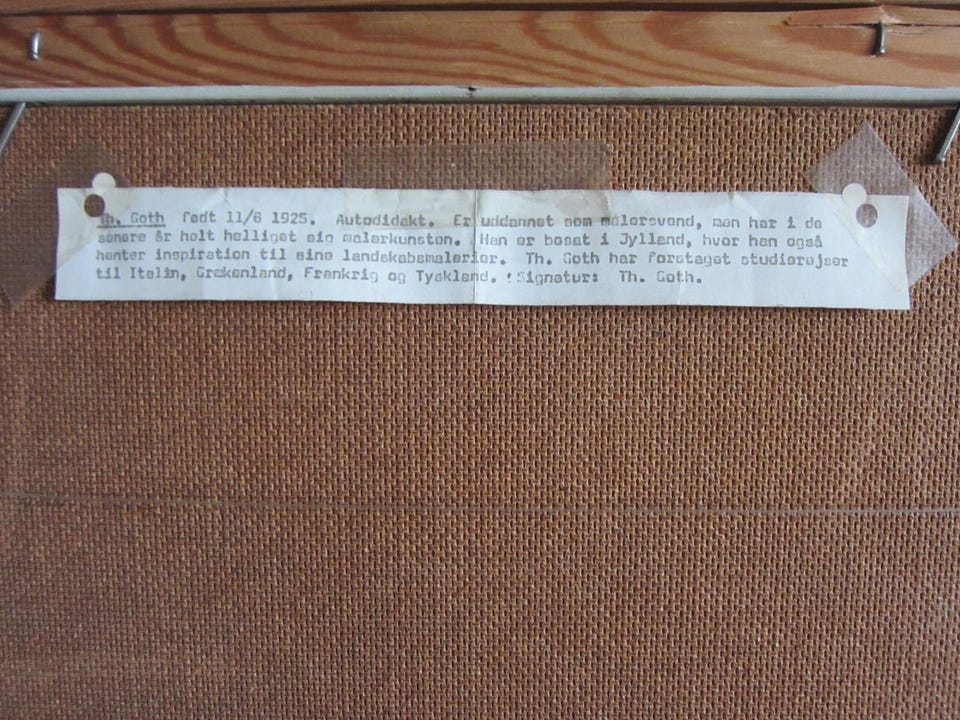 Th. Goth født 11/6 1925. Autodidakt. Er uddannet som malersvend, men har i de
senere år helt helliget sig malerkunsten. Han er bosat i Jylland, hvor han også
henter inspiration til sine landskabsmalerier. Th. Goth har foretaget studierejser
til Italin, Grækenland, Frankrig og Tyskland. Signatur: Th. Goth.